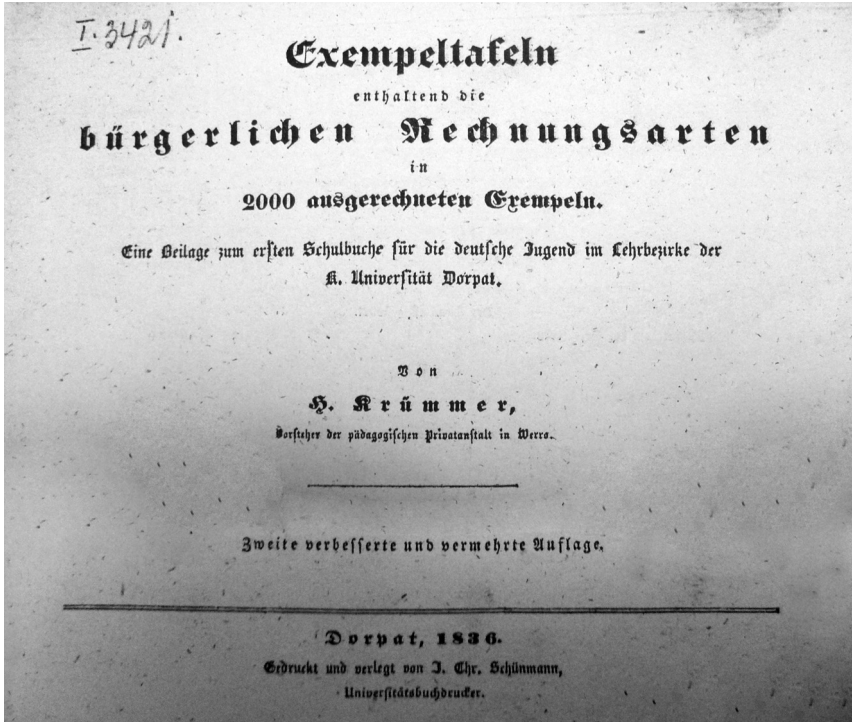 I. 342j.
Exempeltafeln
enthaltend die
bürgerlichen Rechnungsarten
in
2000 ausgerechneten Exempeln.
Eine Beilage zum ersten Schulbuche für die deutsche Jugend im Lehrbezirke der
K. Universität Dorpat.
Von
H. Krümmer,
Vorsteher der pädagogischen Privatanstalt in Werro.
Zweite verbesserte und vermehrte Auflage.
Dorpat, 1836.
Gedruckt und verlegt von J. Chr. Schünmann,
Universitätsbuchdrucker.